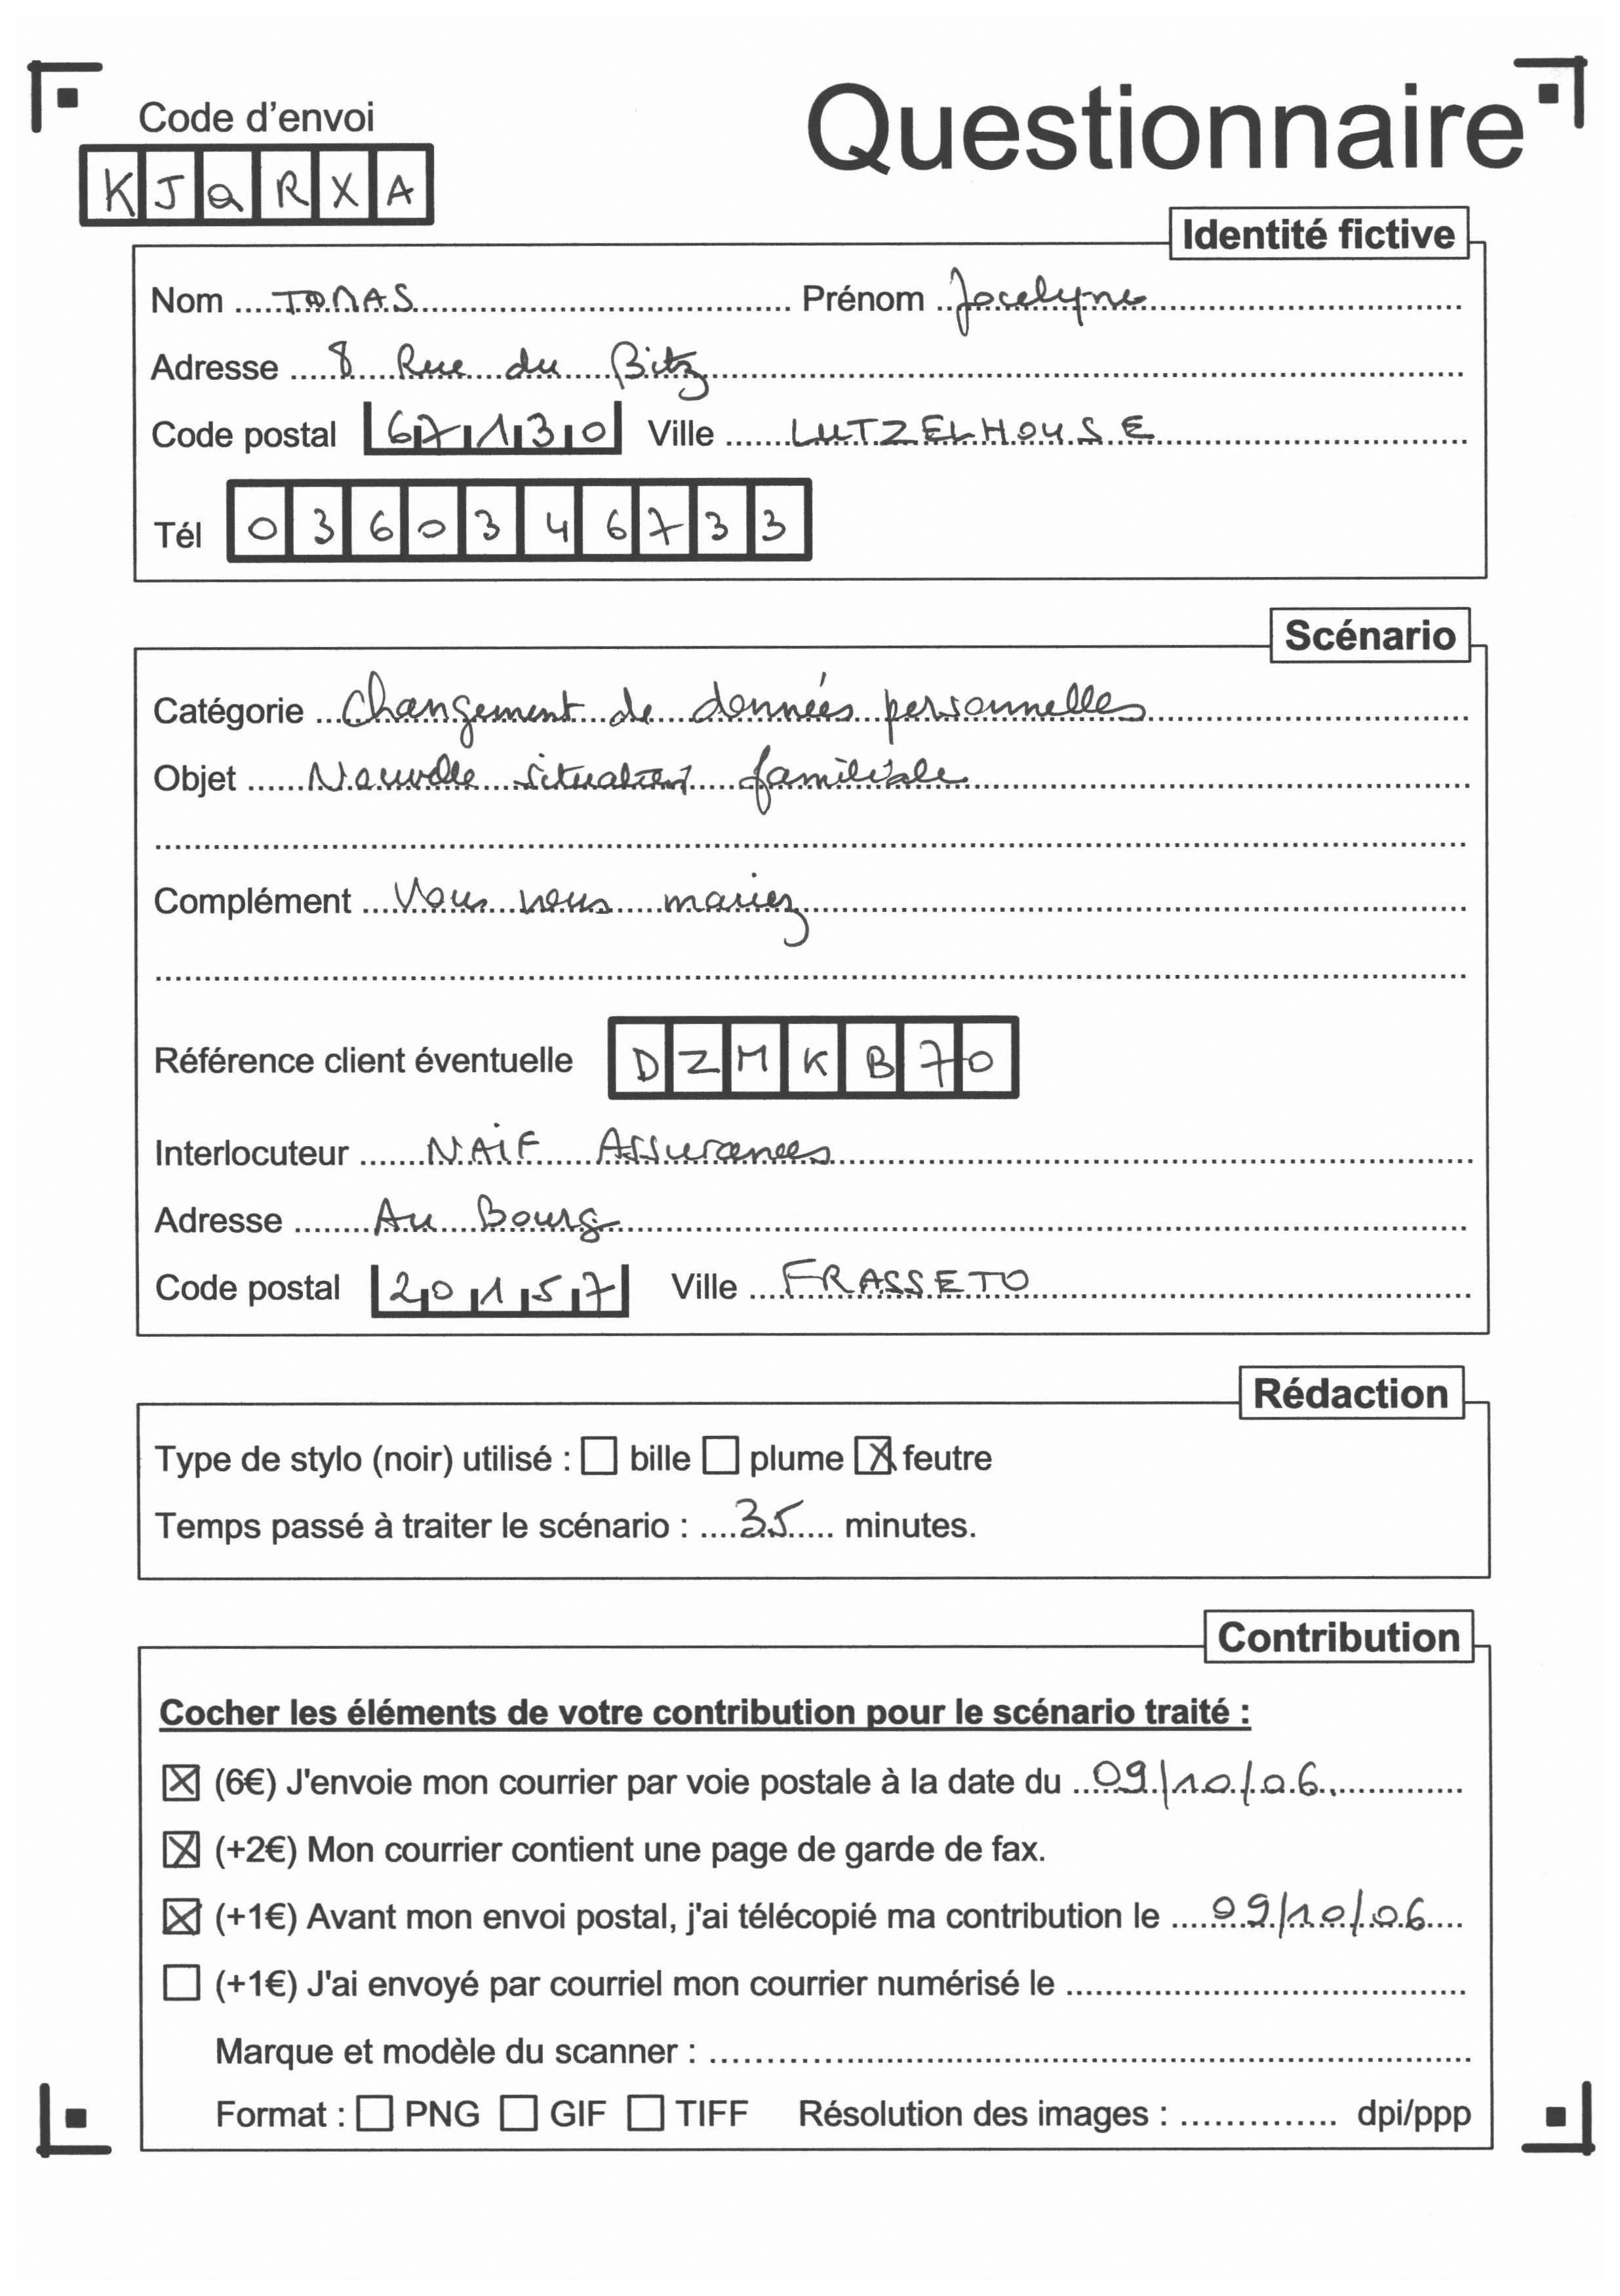 Code d'envoi
Questionnaire
KJQRXA
Identité fictive
Nom Prénom Jocelyne
Adresse 8 Rue du Bitz
Code postal 67130 Ville LUTZELHOUSE
Tél 0360346733
Scénario
Catégorie Changement de données personnelles
Objet Nouvelle situation familiale
Complément Vous vous mariez
Référence client éventuelle DZMKB70
Interlocuteur NAIF Assurances
Adresse Au Bourg
Code postal 20157 Ville FRASSETO
Rédaction
Type de stylo (noir) utilisé : bille plume X feutre
Temps passé à traiter le scénario : 35 minutes.
Contribution
Cocher les éléments de votre contribution pour le scénario traité :
X (6€) J'envoie mon courrier par voie postale à la date du 09/10/06
X (+2€) Mon courrier contient une page de garde de fax.
X (+1€) Avant mon envoi postal, j'ai télécopié ma contribution le 09/10/06
(+1€) J'ai envoyé par courriel mon courrier numérisé le
Marque et modèle du scanner :
Format : PNG GIF TIFF Résolution des images : dpi/ppp